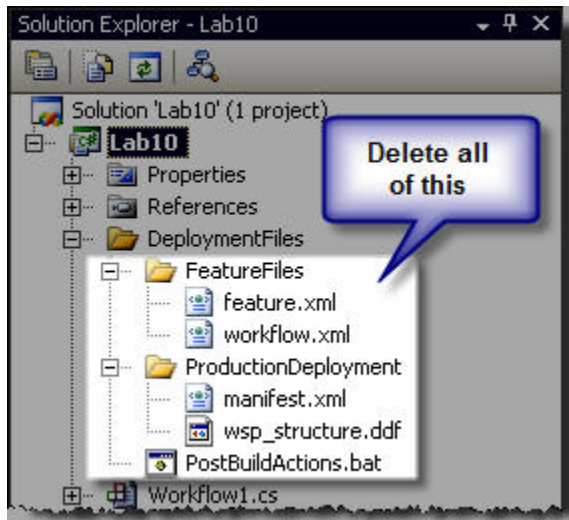 Solution Explorer - Lab10
Solution 'Lab10' (1 project)
Lab10
Delete all
of this
Properties
References
DeploymentFiles
FeatureFiles
feature.xml
workflow.xml
ProductionDeployment
manifest.xml
wsp_structure.ddf
PostBuildActions.bat
Workflow1.cs